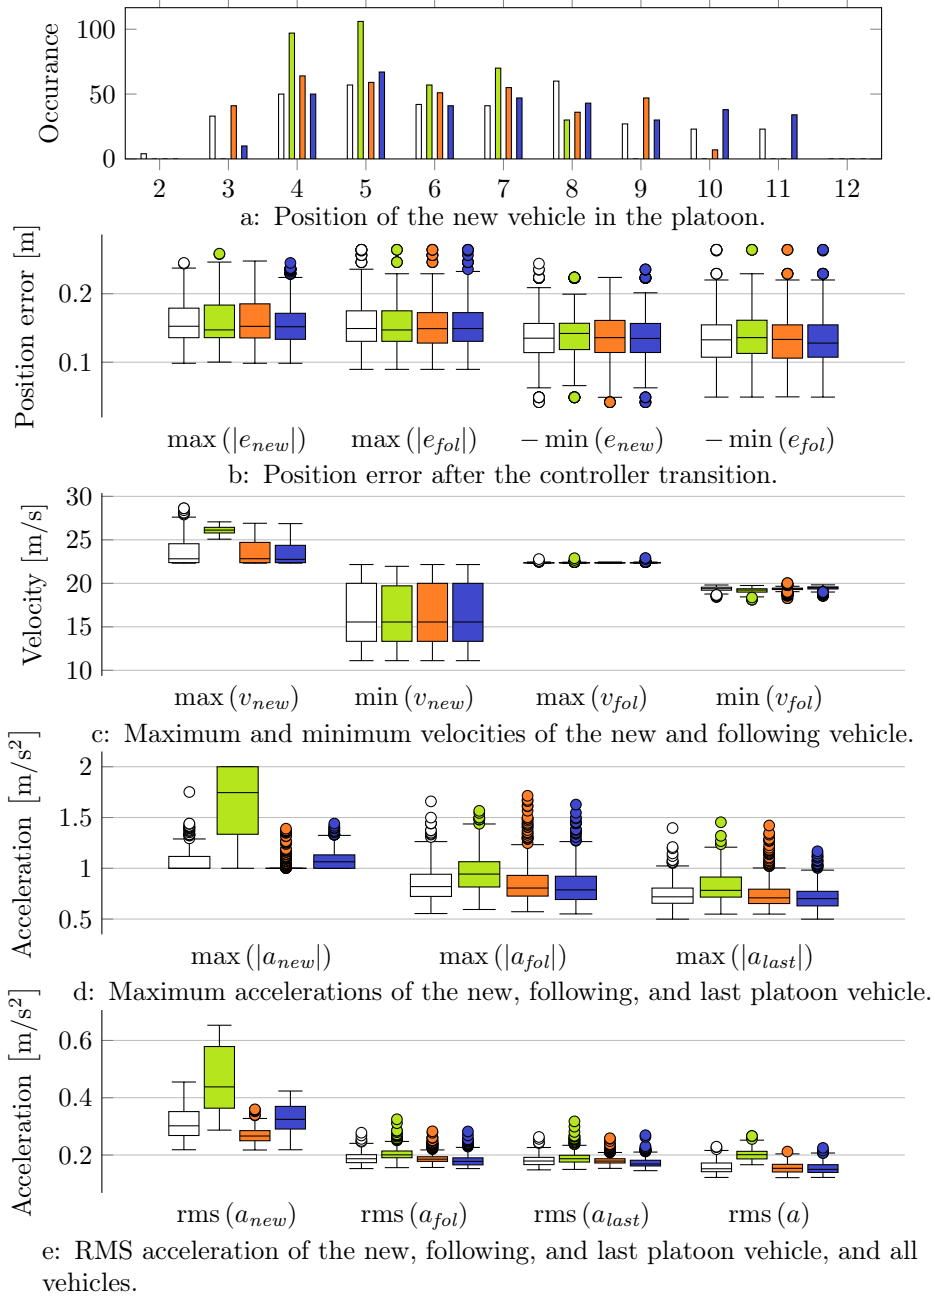 100
50
0
Occurance
2 3 4 5 6 7 8 9 10 11 12
a: Position of the new vehicle in the platoon.
Position error [m]
0.2
0.1
max (|e_new|) max (|e_fol|) − min (e_new) − min (e_fol)
b: Position error after the controller transition.
Velocity [m/s]
30
25
20
15
10
max (v_new) min (v_new) max (v_fol) min (v_fol)
c: Maximum and minimum velocities of the new and following vehicle.
Acceleration [m/s²]
2
1.5
1
0.5
max (|a_new|) max (|a_fol|) max (|a_last|)
d: Maximum accelerations of the new, following, and last platoon vehicle.
Acceleration [m/s²]
0.6
0.4
0.2
rms (a_new) rms (a_fol) rms (a_last) rms (a)
e: RMS acceleration of the new, following, and last platoon vehicle, and all
vehicles.